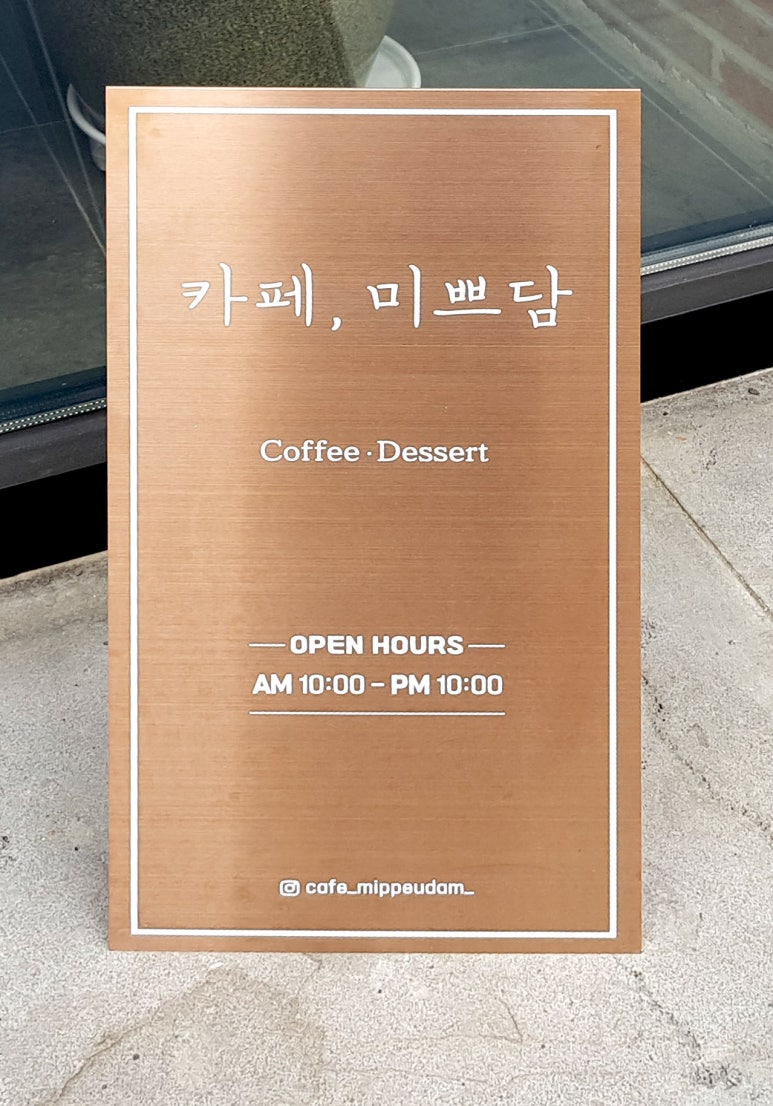 카페, 미쁘담
Coffee · Dessert
OPEN HOURS
AM 10:00 – PM 10:00
cafe_mippeudam_